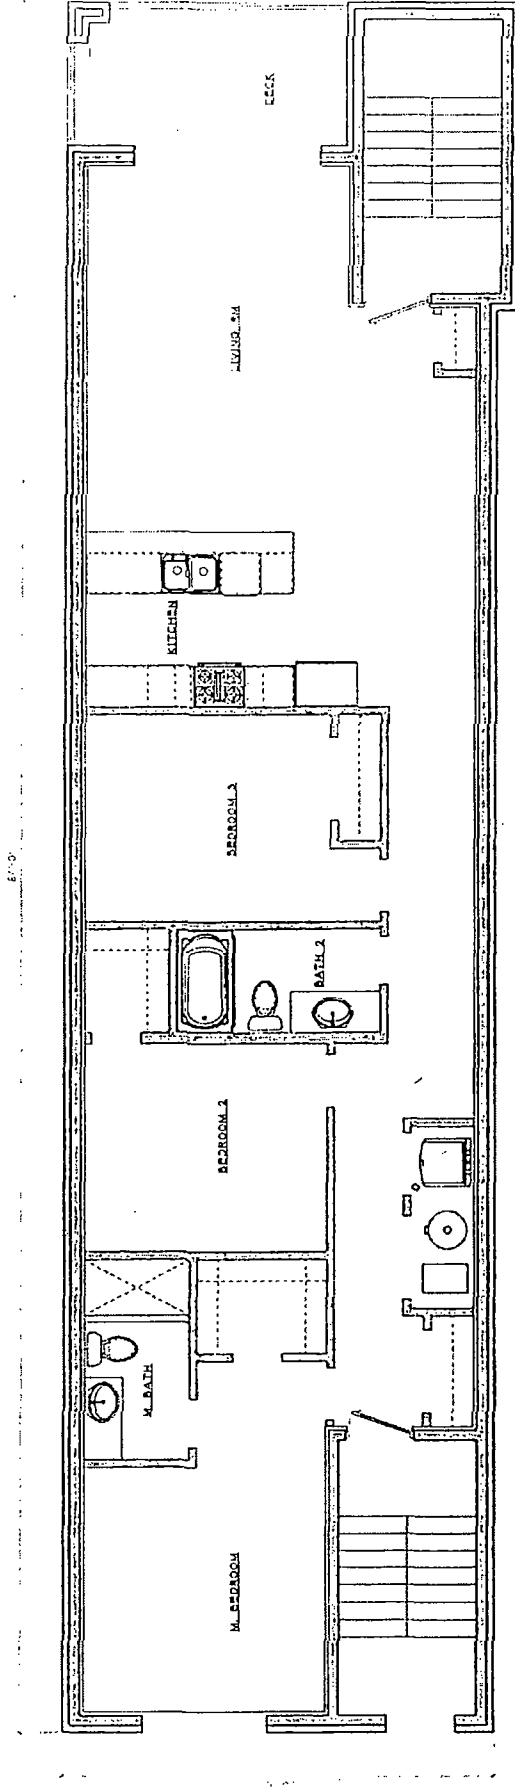 DECK
LIVING RM
KITCHEN
BEDROOM 3
BATH 2
BEDROOM 2
M. BATH
M. BEDROOM